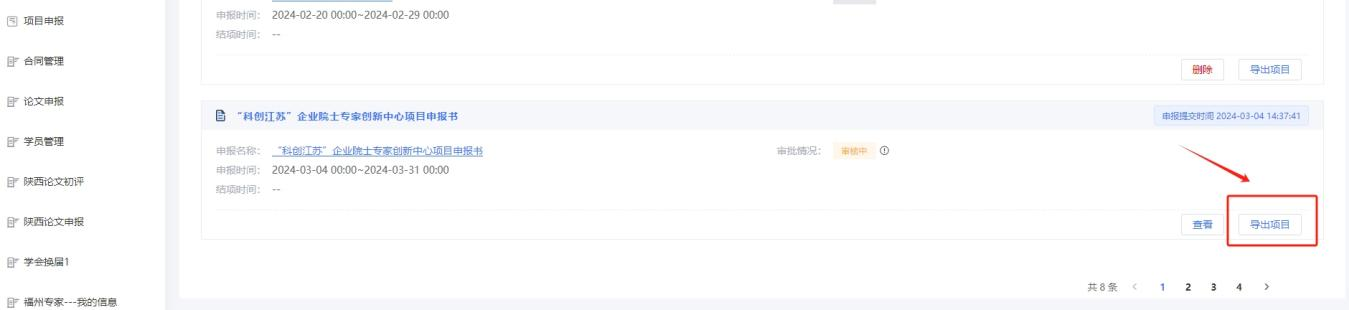 项目申报
合同管理
论文申报
学员管理
陕西论文初评
陕西论文申报
学会换届1
福州专家---我的信息
申报时间： 2024-02-20 00:00~2024-02-29 00:00
结项时间： --
删除 导出项目
“科创江苏”企业院士专家创新中心项目申报书 申报提交时间 2024-03-04 14:37:41
申报名称： “科创江苏”企业院士专家创新中心项目申报书 审批情况： 审核中
申报时间： 2024-03-04 00:00~2024-03-31 00:00
结项时间： --
查看 导出项目
共 8 条 < 1 2 3 4 >